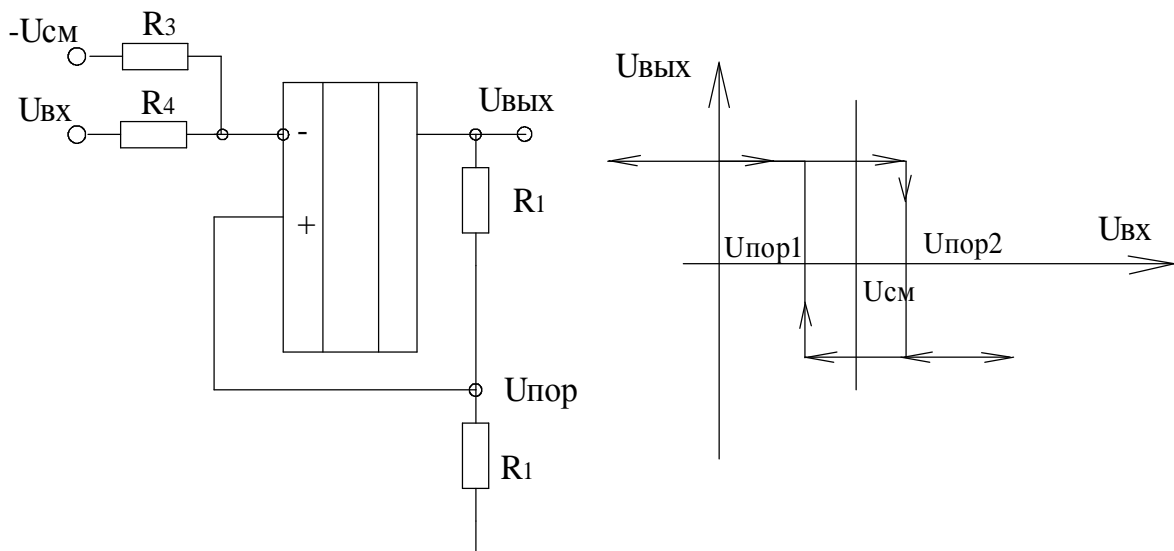 -Uсм
R3
Uвх
R4
-
+
Uвых
R1
Uпор
R1
Uвых
Uпор1
Uпор2
Uвх
Uсм